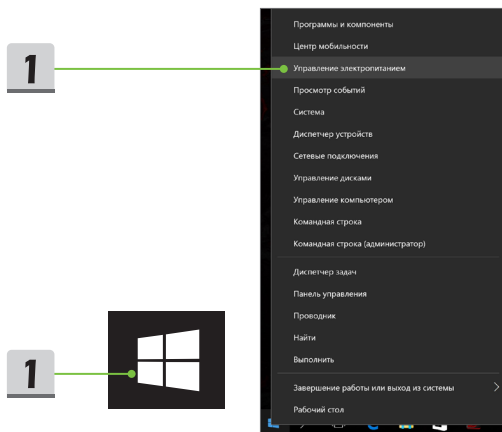 Программы и компоненты
Центр мобильности
1
Управление электропитанием
Просмотр событий
Система
Диспетчер устройств
Сетевые подключения
Управление дисками
Управление компьютером
Командная строка
Командная строка (администратор)
Диспетчер задач
Панель управления
Проводник
Найти
Выполнить
1
Завершение работы или выход из системы
Рабочий стол